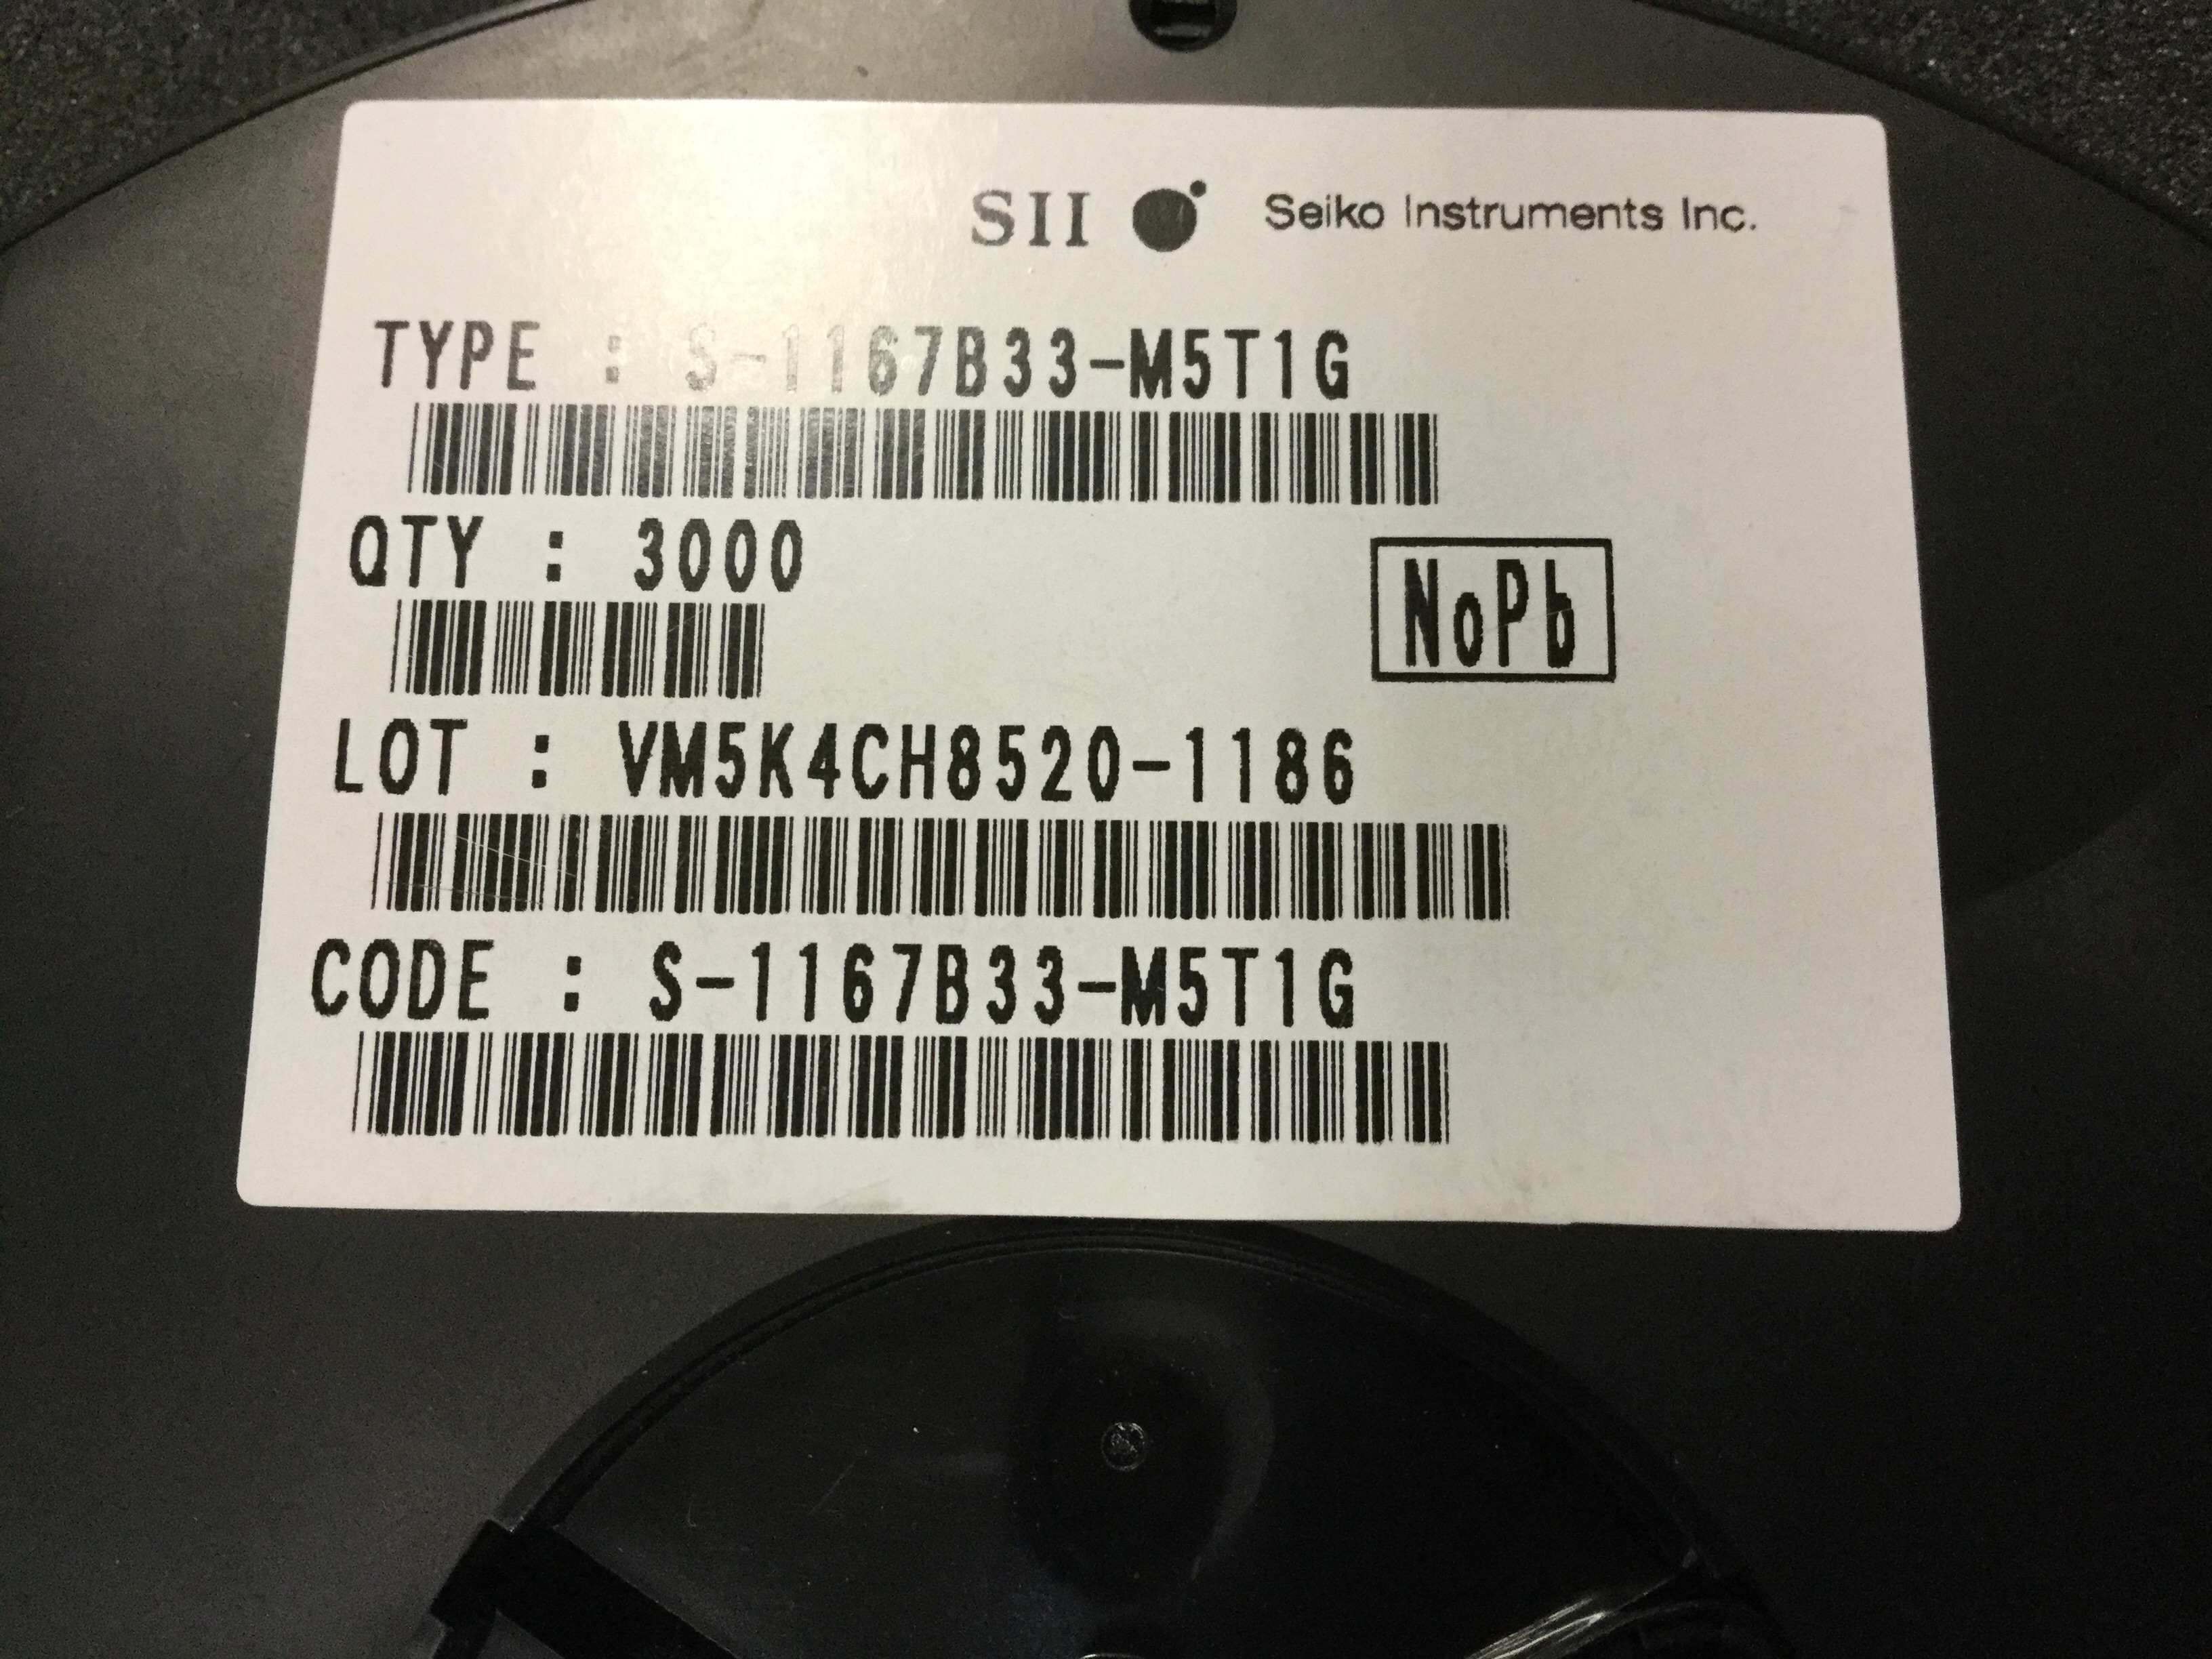 SII Seiko Instruments Inc.
TYPE : S-1167B33-M5T1G
QTY : 3000
NoPb
LOT : VM5K4CH8520-1186
CODE : S-1167B33-M5T1G